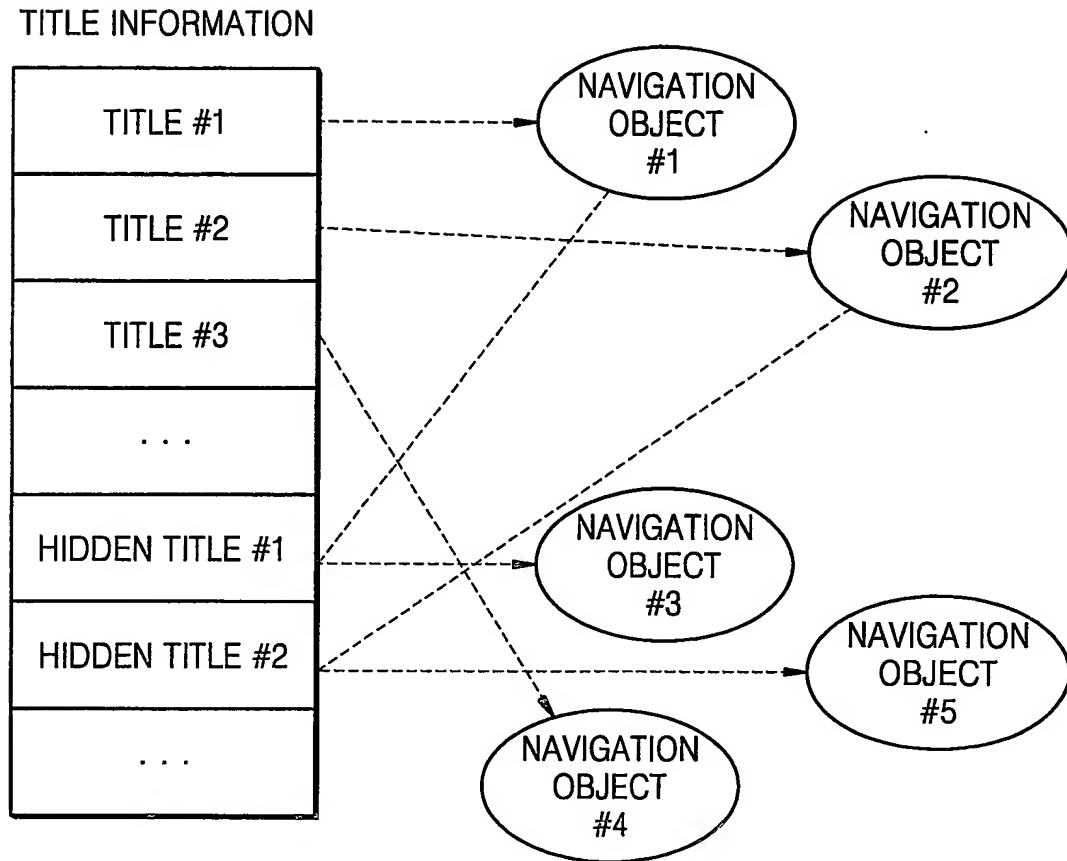 TITLE INFORMATION
TITLE #1
TITLE #2
TITLE #3
. . .
HIDDEN TITLE #1
HIDDEN TITLE #2
. . .
NAVIGATION
OBJECT
#1
NAVIGATION
OBJECT
#2
NAVIGATION
OBJECT
#3
NAVIGATION
OBJECT
#5
NAVIGATION
OBJECT
#4